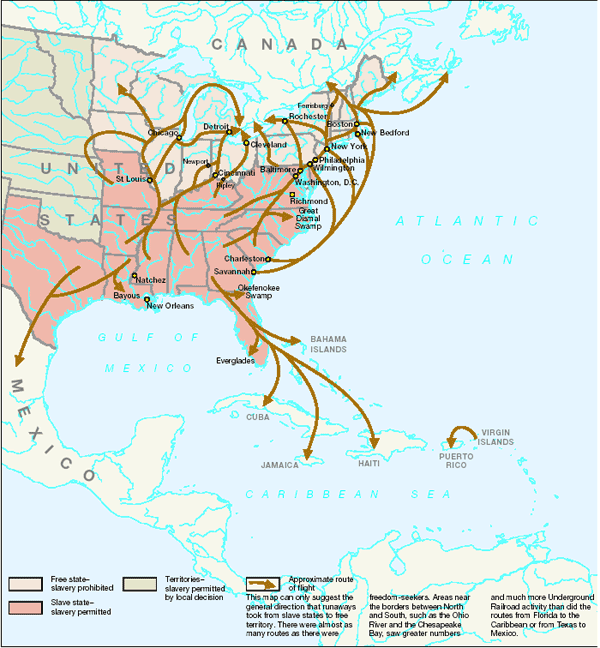 CANADA
Ferrisburg
Rochester
Boston
New Bedford
Chicago
Detroit
Cleveland
New York
Newport
Cincinnati
Philadelphia
Wilmington
UNITED
Baltimore
St Louis
Ripley
Washington, D.C.
Richmond
STATES
Great
Dismal
Swamp
ATLANTIC
OCEAN
Charleston
Savannah
Natchez
Okefenokee
Swamp
Bayous
New Orleans
GULF OF
MEXICO
BAHAMA
ISLANDS
Everglades
MEXICO
CUBA
VIRGIN
ISLANDS
JAMAICA
HAITI
PUERTO
RICO
CARIBBEAN SEA
Free state–
slavery prohibited
Slave state–
slavery permitted
Territories–
slavery permitted
by local decision
Approximate route
of flight
This map can only suggest the
general direction that runaways
took from slave states to free
territory. There were almost as
many routes as there were
freedom-seekers. Areas near
the borders between North
and South, such as the Ohio
River and the Chesapeake
Bay, saw greater numbers
and much more Underground
Railroad activity than did the
routes from Florida to the
Caribbean or from Texas to
Mexico.